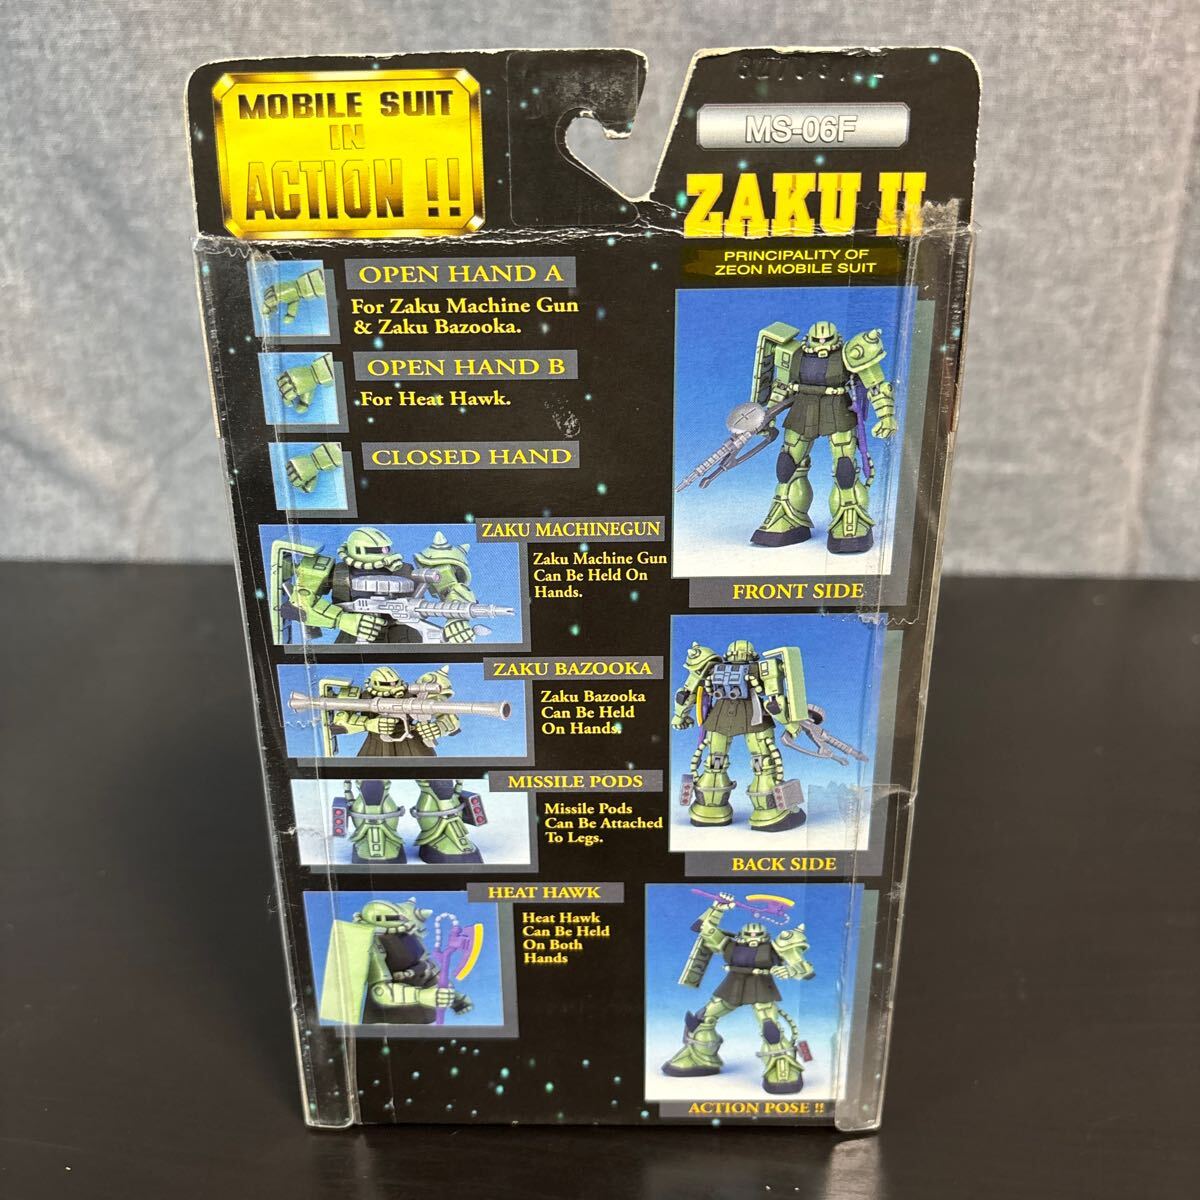 MOBILE SUIT
IN
ACTION !!
MS-06F
ZAKU II
PRINCIPALITY OF
ZEON MOBILE SUIT
OPEN HAND A
For Zaku Machine Gun
& Zaku Bazooka.
OPEN HAND B
For Heat Hawk.
CLOSED HAND
ZAKU MACHINEGUN
Zaku Machine Gun
Can Be Held On
Hands.
ZAKU BAZOOKA
Zaku Bazooka
Can Be Held
On Hands.
MISSILE PODS
Missile Pods
Can Be Attached
To Legs.
HEAT HAWK
Heat Hawk
Can Be Held
On Both
Hands
FRONT SIDE
BACK SIDE
ACTION POSE !!